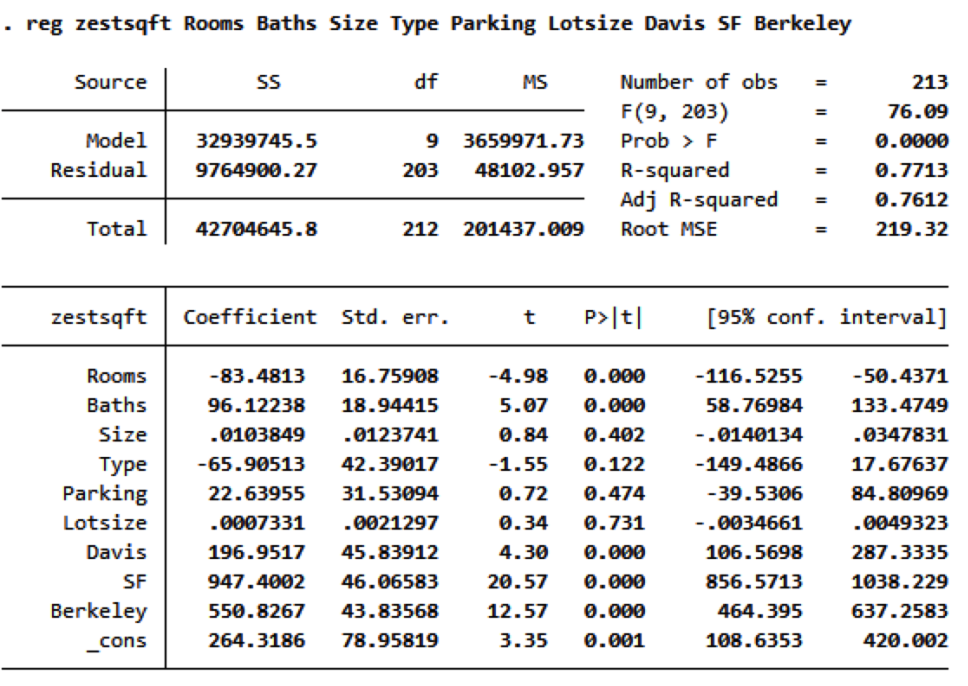 . reg zestsqft Rooms Baths Size Type Parking Lotsize Davis SF Berkeley
Source SS df MS Number of obs = 213
F(9, 203) = 76.09
Model 32939745.5 9 3659971.73 Prob > F = 0.0000
Residual 9764900.27 203 48102.957 R-squared = 0.7713
Adj R-squared = 0.7612
Total 42704645.8 212 201437.009 Root MSE = 219.32
zestsqft Coefficient Std. err. t P>|t| [95% conf. interval]
Rooms -83.4813 16.75908 -4.98 0.000 -116.5255 -50.4371
Baths 96.12238 18.94415 5.07 0.000 58.76984 133.4749
Size .0103849 .0123741 0.84 0.402 -.0140134 .0347831
Type -65.90513 42.39017 -1.55 0.122 -149.4866 17.67637
Parking 22.63955 31.53094 0.72 0.474 -39.5306 84.80969
Lotsize .0007331 .0021297 0.34 0.731 -.0034661 .0049323
Davis 196.9517 45.83912 4.30 0.000 106.5698 287.3335
SF 947.4002 46.06583 20.57 0.000 856.5713 1038.229
Berkeley 550.8267 43.83568 12.57 0.000 464.395 637.2583
_cons 264.3186 78.95819 3.35 0.001 108.6353 420.002